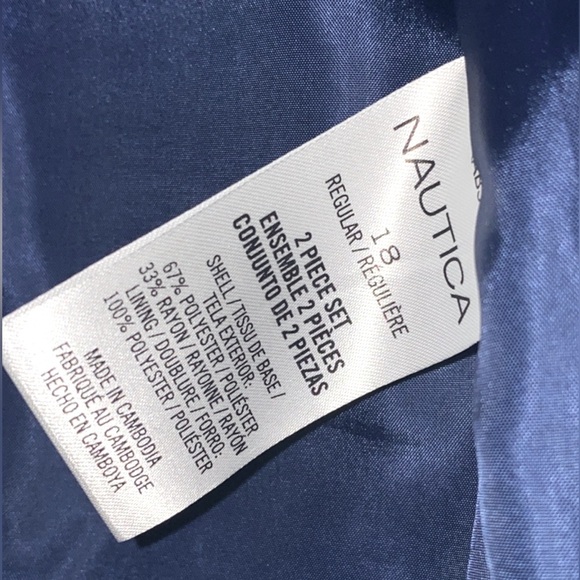 NAUTICA
18
REGULAR / RÉGULIÈRE
2 PIECE SET
ENSEMBLE 2 PIÈCES
CONJUNTO DE 2 PIEZAS
SHELL / TISSU DE BASE /
TELA EXTERIOR:
67% POLYESTER / POLIÉSTER
33% RAYON / RAYONNE / RAYÓN
LINING / DOUBLURE / FORRO:
100% POLYESTER / POLIÉSTER
MADE IN CAMBODIA
FABRIQUÉ AU CAMBODGE
HECHO EN CAMBOYA